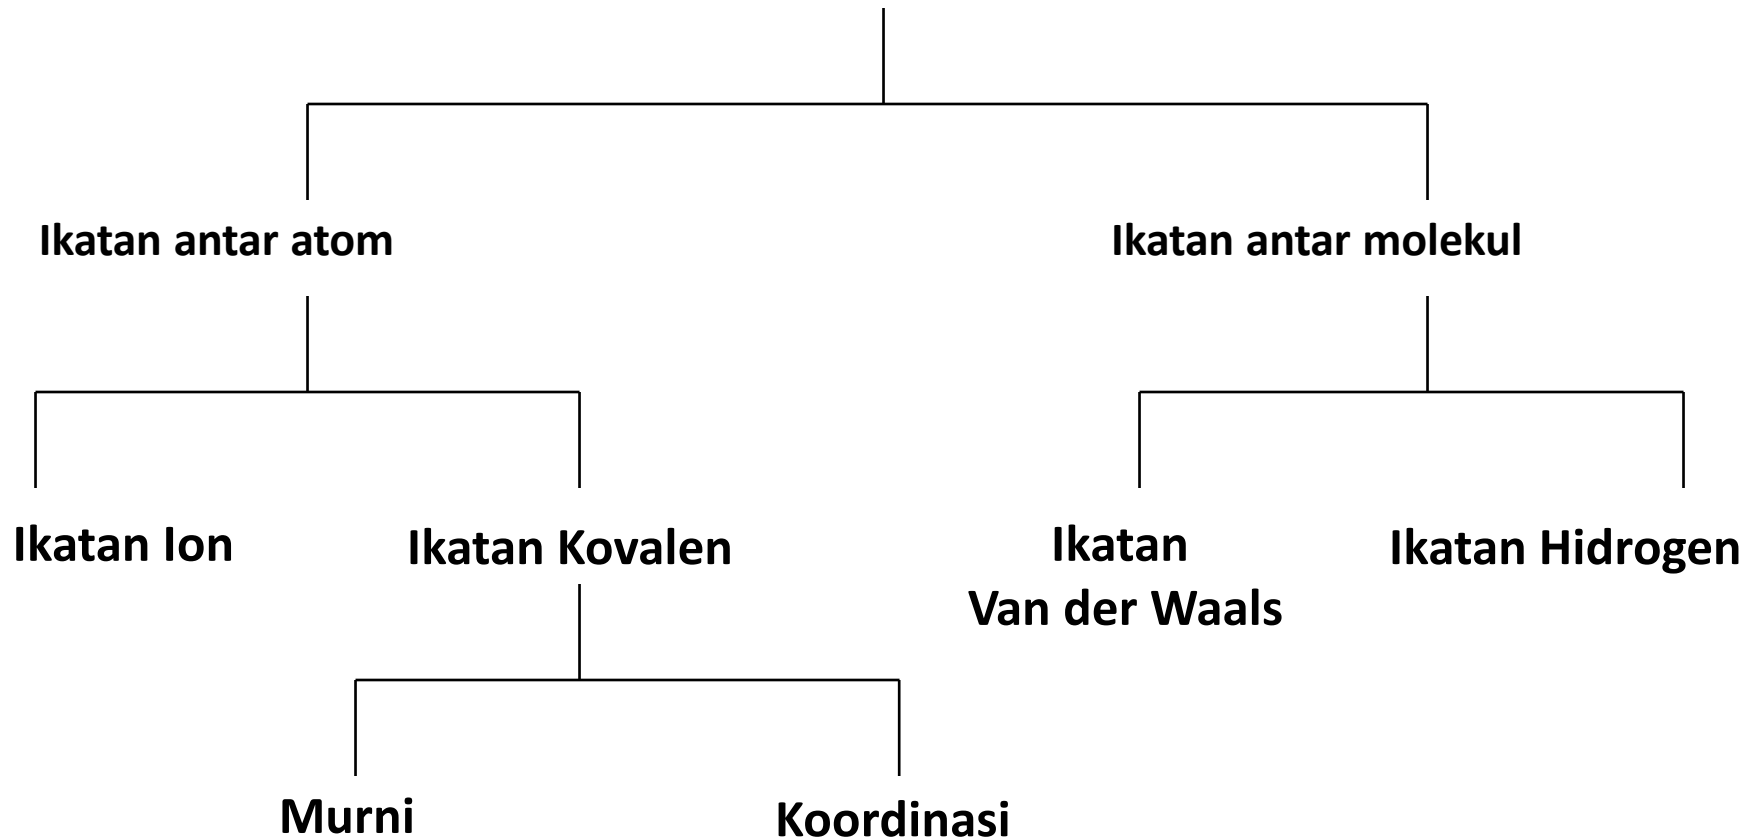 Ikatan antar atom
Ikatan antar molekul
Ikatan Ion
Ikatan Kovalen
Ikatan
Van der Waals
Ikatan Hidrogen
Murni
Koordinasi